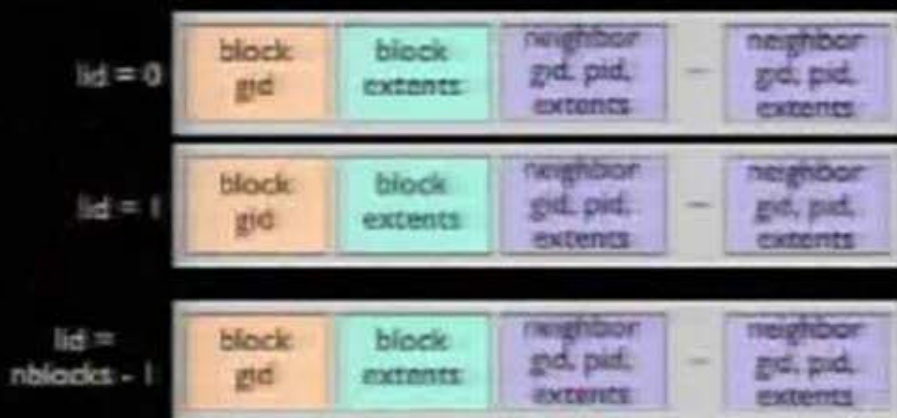 lid = 0
block
gid
block
extents
neighbor
gid, pid,
extents
...
neighbor
gid, pid,
extents
lid = 1
block
gid
block
extents
neighbor
gid, pid,
extents
...
neighbor
gid, pid,
extents
lid =
nblocks - 1
block
gid
block
extents
neighbor
gid, pid,
extents
...
neighbor
gid, pid,
extents